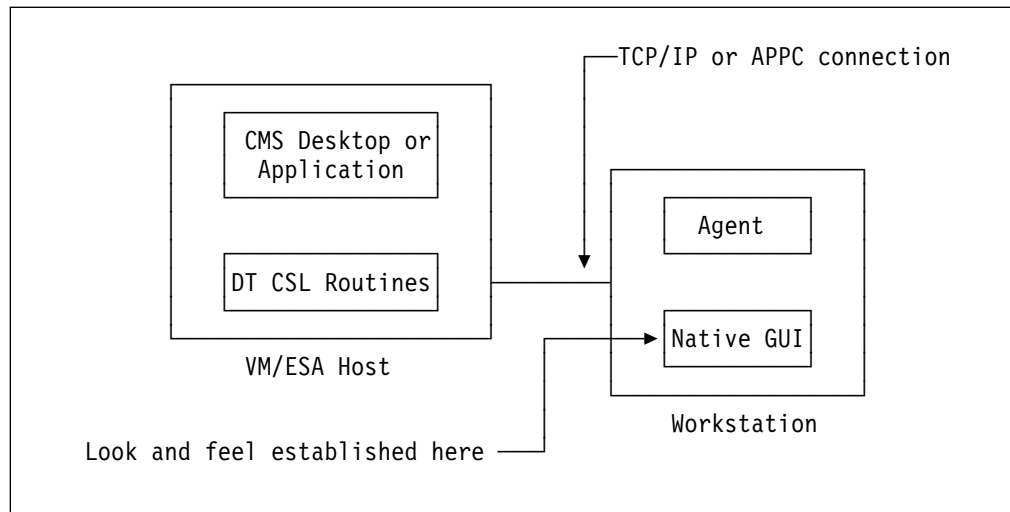 TCP/IP or APPC connection
CMS Desktop or
Application
Agent
DT CSL Routines
Native GUI
VM/ESA Host
Workstation
Look and feel established here